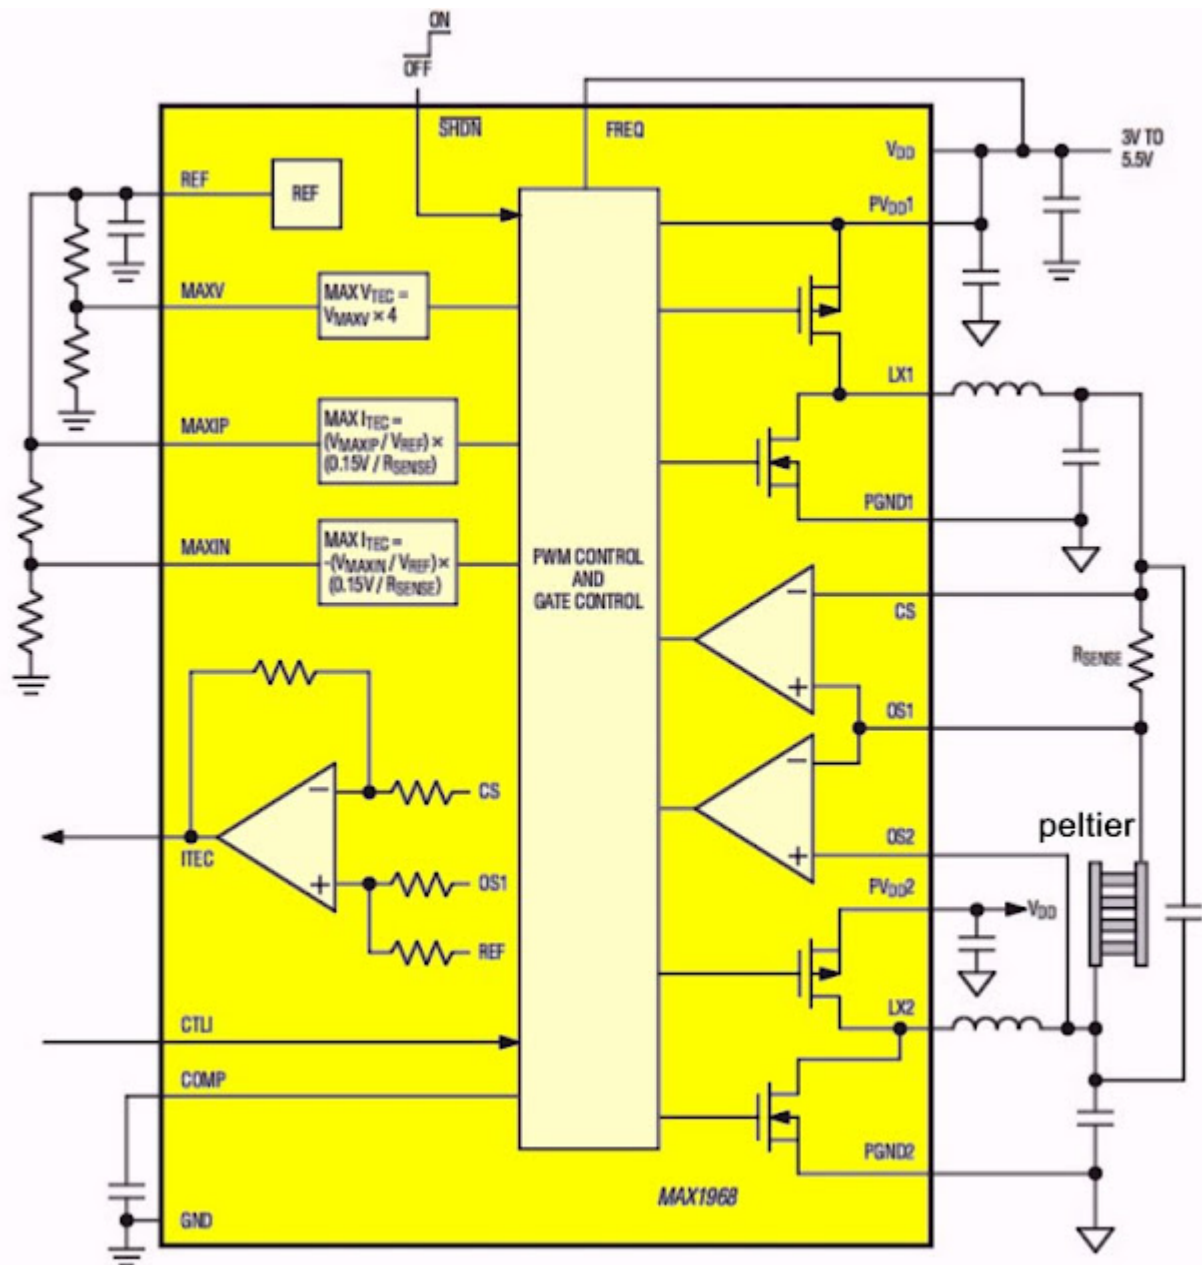 ON
OFF
SHDN
FREQ
VDD
3V TO
5.5V
REF
REF
PVDD1
MAXV
MAX VTEC =
VMAXV × 4
LX1
MAXIP
MAX ITEC =
(VMAXIP / VREF) ×
(0.15V / RSENSE)
PGND1
MAXIN
MAX ITEC =
-(VMAXIN / VREF) ×
(0.15V / RSENSE)
PWM CONTROL
AND
GATE CONTROL
−
CS
RSENSE
+
OS1
−
− CS
peltier
OS2
ITEC
+
+ OS1
PVDD2
VDD
REF
LX2
CTLI
COMP
PGND2
MAX1968
GND